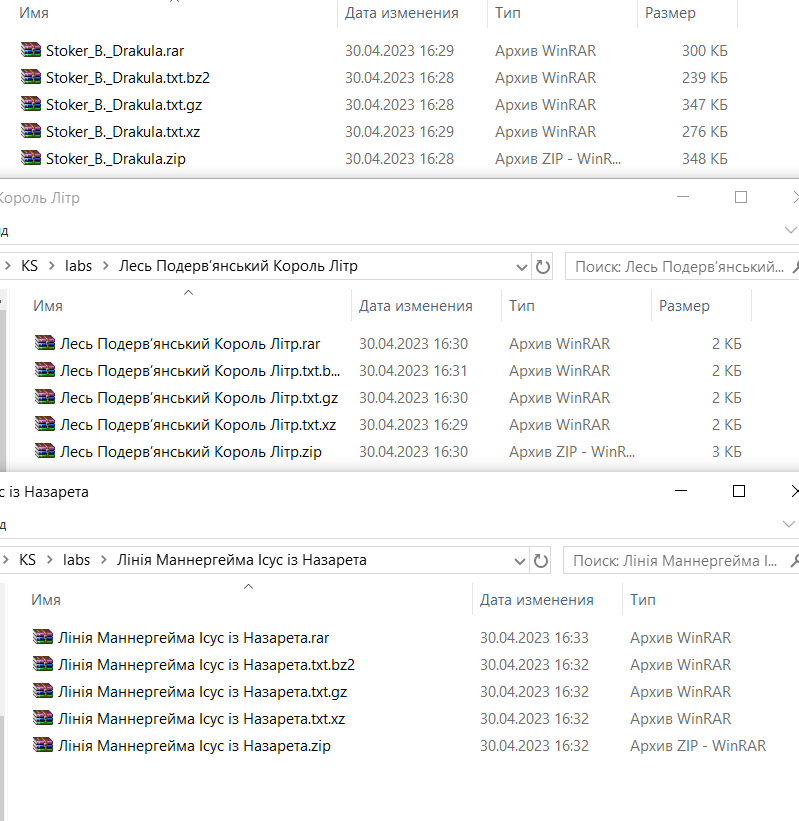 Имя Дата изменения Тип Размер
Stoker_B._Drakula.rar 30.04.2023 16:29 Архив WinRAR 300 КБ
Stoker_B._Drakula.txt.bz2 30.04.2023 16:28 Архив WinRAR 239 КБ
Stoker_B._Drakula.txt.gz 30.04.2023 16:28 Архив WinRAR 347 КБ
Stoker_B._Drakula.txt.xz 30.04.2023 16:29 Архив WinRAR 276 КБ
Stoker_B._Drakula.zip 30.04.2023 16:28 Архив ZIP - WinR... 348 КБ
Король Літр
д
KS labs Лесь Подерв’янський Король Літр Поиск: Лесь Подерв’янський...
Имя Дата изменения Тип Размер
Лесь Подерв’янський Король Літр.rar 30.04.2023 16:30 Архив WinRAR 2 КБ
Лесь Подерв’янський Король Літр.txt.b... 30.04.2023 16:31 Архив WinRAR 2 КБ
Лесь Подерв’янський Король Літр.txt.gz 30.04.2023 16:30 Архив WinRAR 2 КБ
Лесь Подерв’янський Король Літр.txt.xz 30.04.2023 16:29 Архив WinRAR 2 КБ
Лесь Подерв’янський Король Літр.zip 30.04.2023 16:30 Архив ZIP - WinR... 3 КБ
с із Назарета
д
KS labs Лінія Маннергейма Ісус із Назарета Поиск: Лінія Маннергейма І...
Имя Дата изменения Тип
Лінія Маннергейма Ісус із Назарета.rar 30.04.2023 16:33 Архив WinRAR
Лінія Маннергейма Ісус із Назарета.txt.bz2 30.04.2023 16:32 Архив WinRAR
Лінія Маннергейма Ісус із Назарета.txt.gz 30.04.2023 16:32 Архив WinRAR
Лінія Маннергейма Ісус із Назарета.txt.xz 30.04.2023 16:32 Архив WinRAR
Лінія Маннергейма Ісус із Назарета.zip 30.04.2023 16:32 Архив ZIP - WinRAR